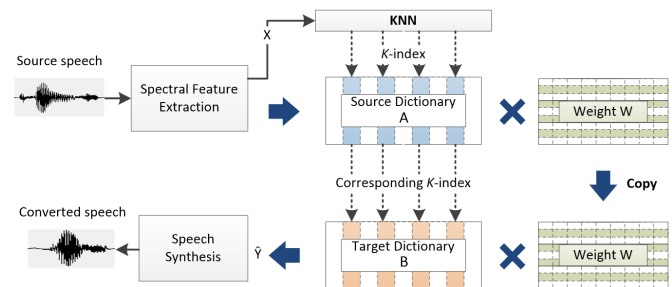 KNN
X
K-index
Source speech
Spectral Feature
Extraction
Source Dictionary
A
Weight W
Corresponding K-index
Copy
Converted speech
Speech
Synthesis
Ŷ
Target Dictionary
B
Weight W